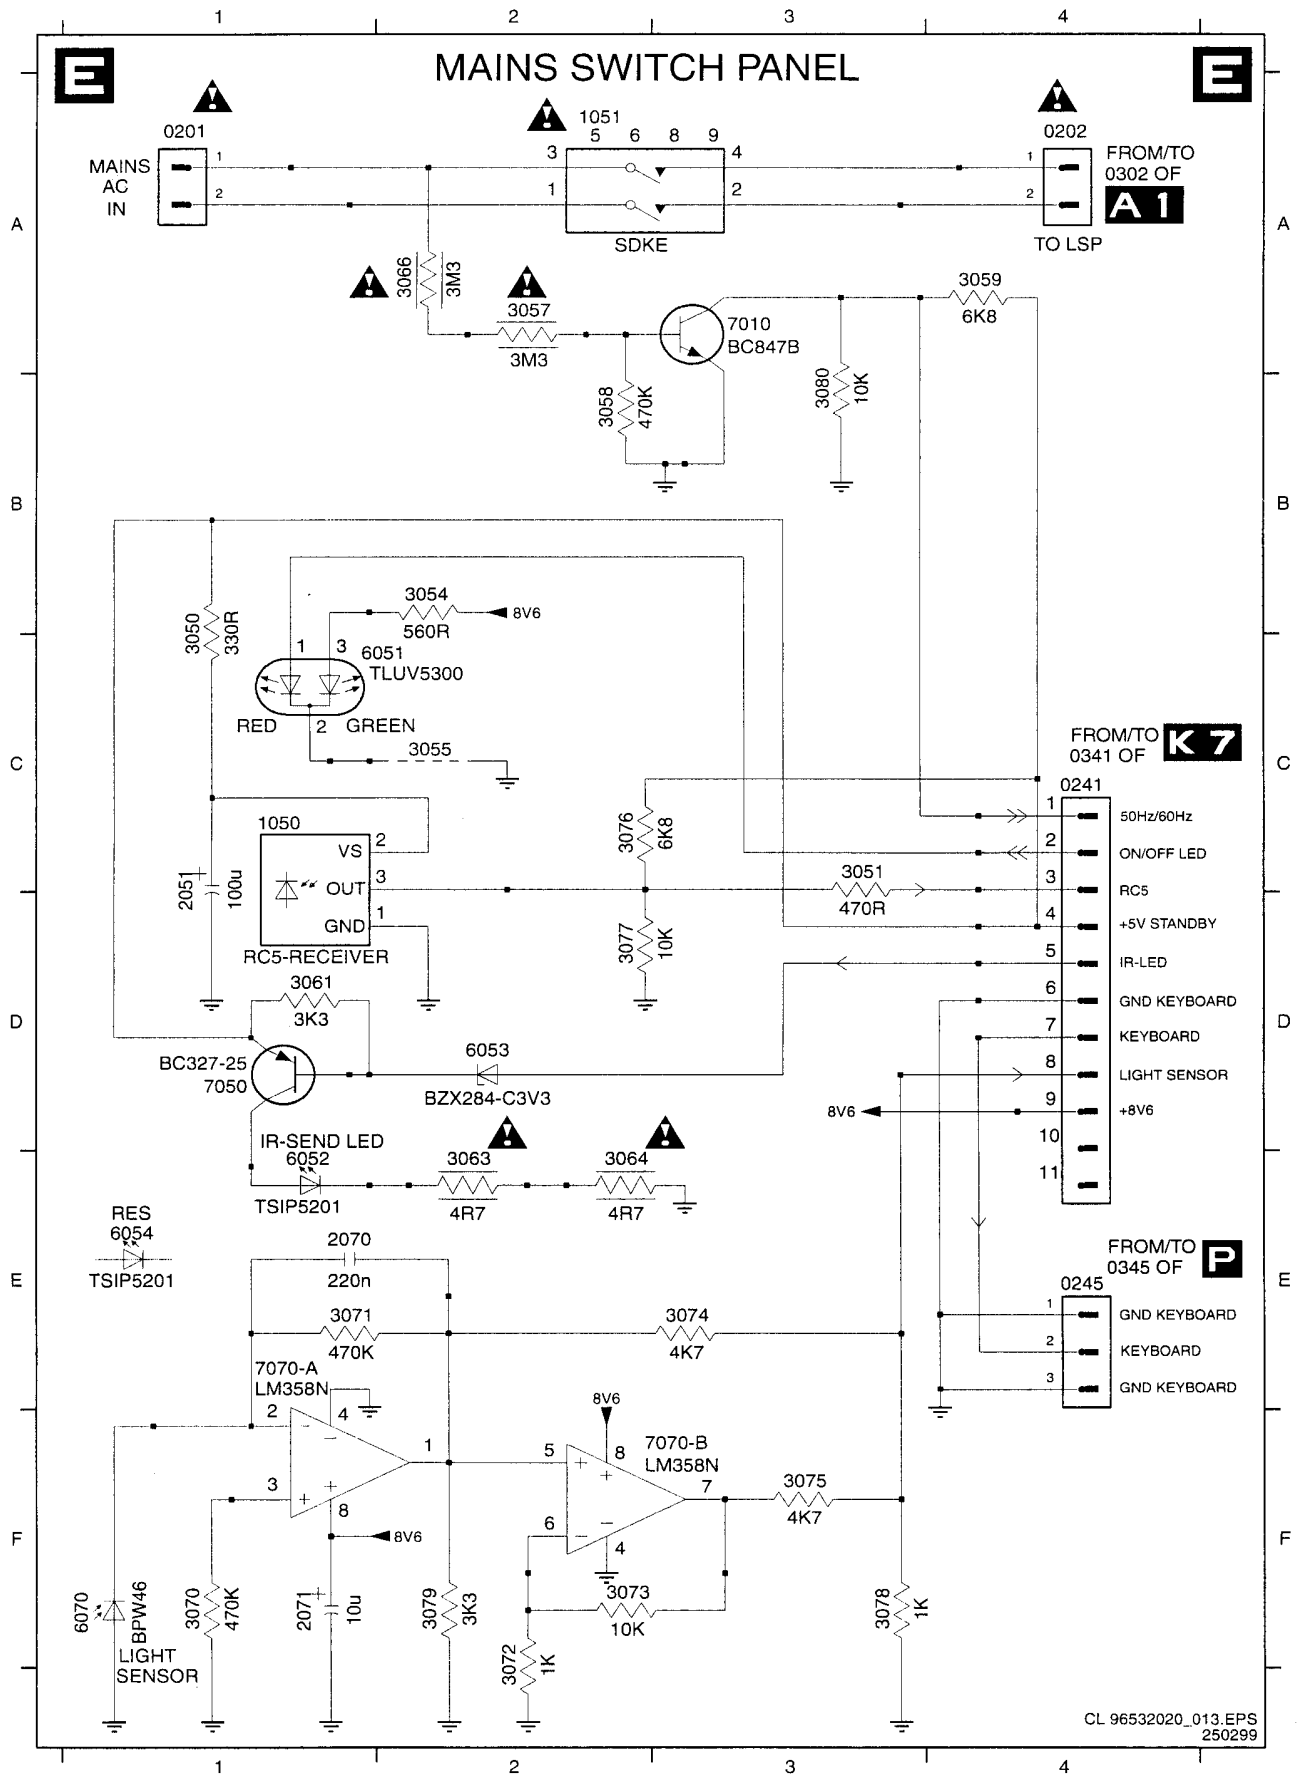 1 2 3 4
E MAINS SWITCH PANEL E
0201
MAINS
AC
IN
1
2
1051
5 6 8 9
3 4
1 2
SDKE
0202
1
2
FROM/TO
0302 OF
A 1
TO LSP
A A
3066
3M3
3057
3M3
7010
BC847B
3059
6K8
3058
470K
3080
10K
B B
3050
330R
3054
560R
8V6
1 3
6051
TLUV5300
RED 2 GREEN
3055
C C
FROM/TO
0341 OF
K 7
0241
1 50Hz/60Hz
2 ON/OFF LED
3 RC5
4 +5V STANDBY
5 IR-LED
6 GND KEYBOARD
7 KEYBOARD
8 LIGHT SENSOR
9 +8V6
10
11
8V6
1050
VS 2
OUT 3
GND 1
RC5-RECEIVER
2051
+
100u
3076
6K8
3051
470R
3077
10K
D D
3061
3K3
BC327-25
7050
6053
BZX284-C3V3
IR-SEND LED
6052
TSIP5201
3063
4R7
3064
4R7
RES
6054
TSIP5201
E E
2070
220n
3071
470K
3074
4K7
FROM/TO
0345 OF
P
0245
1 GND KEYBOARD
2 KEYBOARD
3 GND KEYBOARD
7070-A
LM358N
2 − 4 −
1
3 + + 8
8V6
8V6
7070-B
LM358N
5 + 8 +
7
6 − − 4
3075
4K7
F F
6070
BPW46
LIGHT
SENSOR
3070
470K
2071
+
10u
3079
3K3
3073
10K
3072
1K
3078
1K
CL 96532020_013.EPS
250299
1 2 3 4